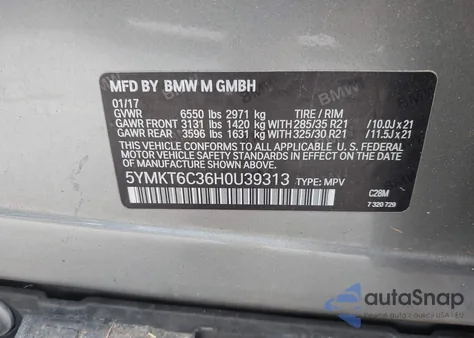 MFD BY BMW M GMBH
01/17
GVWR 6550 lbs 2971 kg TIRE / RIM
GAWR FRONT 3131 lbs 1420 kg 285/35 R21 /10.0J x 21
GAWR REAR 3596 lbs 1631 kg 325/30 R21 /11.5J x 21
THIS VEHICLE CONFORMS TO ALL APPLICABLE U.S. FEDERAL
MOTOR VEHICLE SAFETY STANDARDS IN EFFECT ON
THE DATE OF MANUFACTURE SHOWN ABOVE.
5YMKT6C36H0U39313 TYPE: MPV
C28M
7 320 729
autoSnap